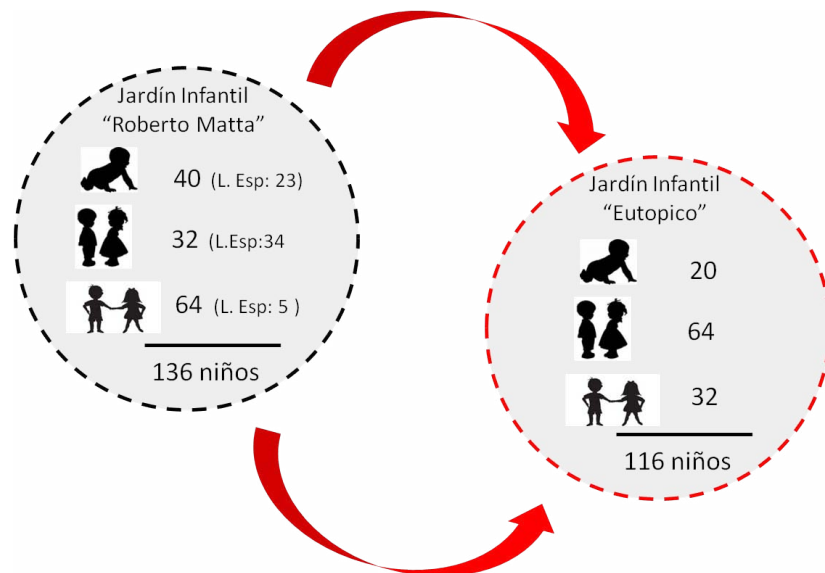 Jardín Infantil
“Roberto Matta”
40 (L. Esp: 23)
32 (L.Esp:34
64 (L. Esp: 5 )
136 niños
Jardín Infantil
“Eutopico”
20
64
32
116 niños